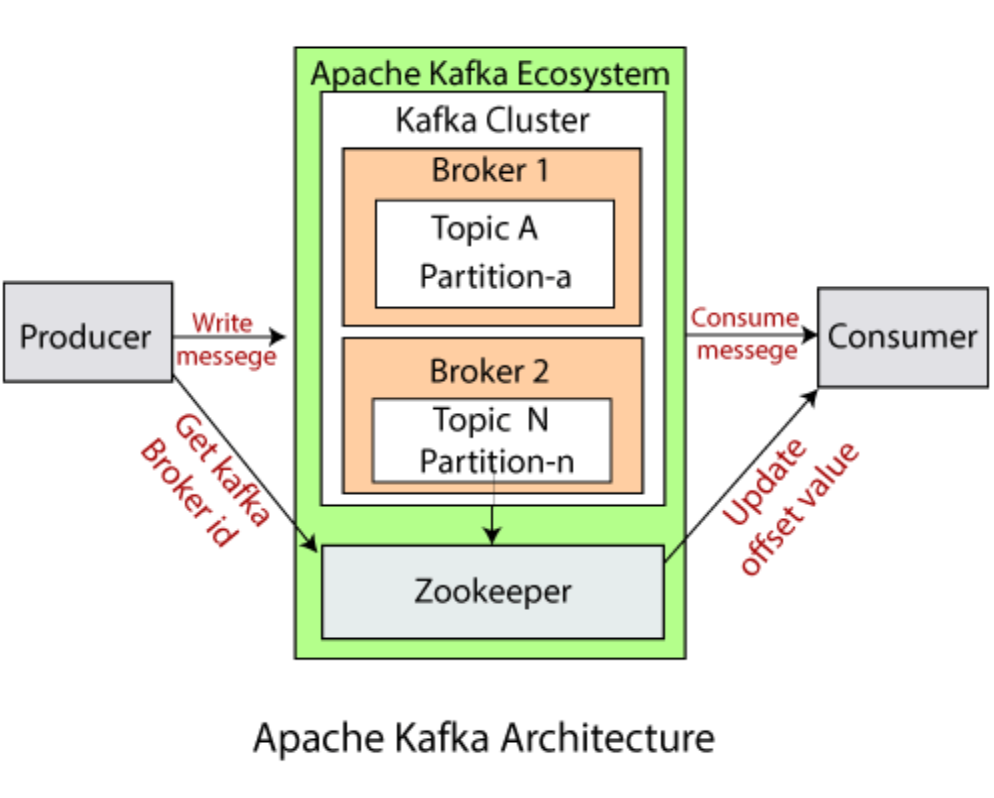 Apache Kafka Ecosystem
Kafka Cluster
Broker 1
Topic A
Partition-a
Producer
Write
messege
Consume
messege
Consumer
Broker 2
Topic N
Partition-n
Get kafka
Broker id
Update
offset value
Zookeeper
Apache Kafka Architecture